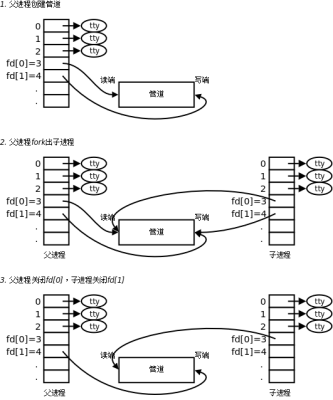 1. 父进程创建管道
0 tty
1 tty
2 tty
fd[0]=3 读端 写端
fd[1]=4 管道
.
.
2. 父进程fork出子进程
0 tty 0 tty
1 tty 1 tty
2 tty 2 tty
fd[0]=3 fd[0]=3
fd[1]=4 读端 写端 fd[1]=4
. 管道 .
. .
父进程 子进程
3. 父进程关闭fd[0]，子进程关闭fd[1]
0 tty 0 tty
1 tty 1 tty
2 tty 2 tty
fd[0]=3 fd[0]=3
fd[1]=4 读端 写端 fd[1]=4
. 管道 .
. .
父进程 子进程